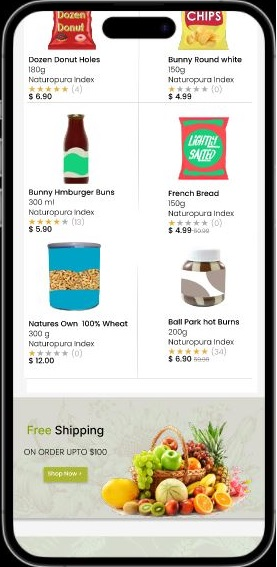 Dozen
Donut
CHIPS
Dozen Donut Holes
180g
Naturopura Index
(4)
$ 6.90
Bunny Round white
150g
Naturopura Index
(0)
$ 4.99
LIGHTLY
SALTED
Bunny Hmburger Buns
300 ml
Naturopura Index
(13)
$ 5.90
French Bread
150g
Naturopura Index
(0)
$ 4.99
Natures Own 100% Wheat
300 g
Naturopura Index
(0)
$ 12.00
Ball Park hot Burns
200g
Naturopura Index
(34)
$ 6.90
Free Shipping
ON ORDER UPTO $100
Shop Now >